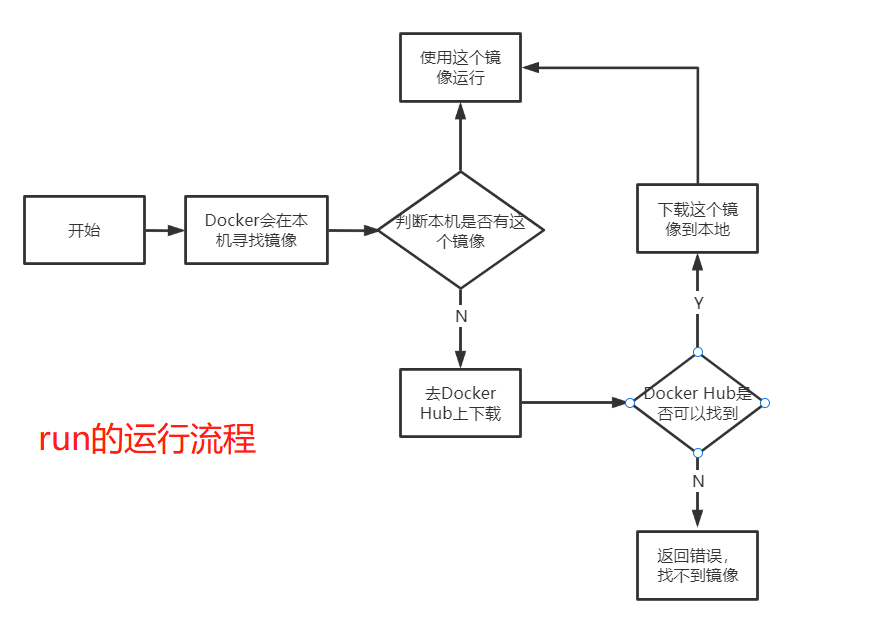 使用这个镜
像运行
开始
Docker会在本
机寻找镜像
判断本机是否有这
个镜像
下载这个镜
像到本地
N
Y
去Docker
Hub上下载
Docker Hub是
否可以找到
run的运行流程
N
返回错误，
找不到镜像